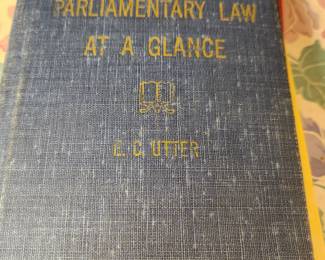 PARLIAMENTARY LAW
AT A GLANCE
E. C. UTTER